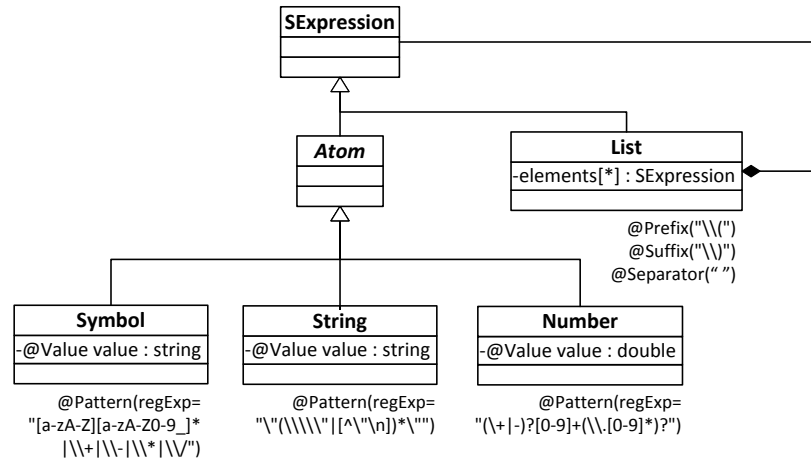 SExpression
Atom
List
-elements[*] : SExpression
@Prefix("\\(")
@Suffix("\\)")
@Separator(“ ”)
Symbol
-@Value value : string
String
-@Value value : string
Number
-@Value value : double
@Pattern(regExp=
"[a-zA-Z][a-zA-Z0-9_]*
|\\+|\\-|\\*|\\/")
@Pattern(regExp=
"\"(\\\\\"|[^\"\n])*\"")
@Pattern(regExp=
"(\+|-)?[0-9]+(\\.[0-9]*)?")